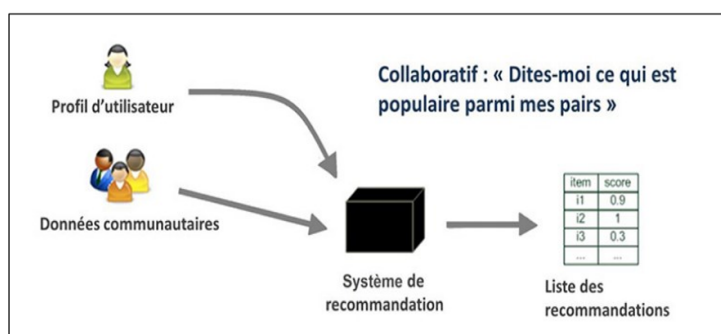 Collaboratif : « Dites-moi ce qui est
populaire parmi mes pairs »
Profil d'utilisateur
Données communautaires
Système de
recommandation
item score
i1 0.9
i2 1
i3 0.3
... ...
Liste des
recommandations